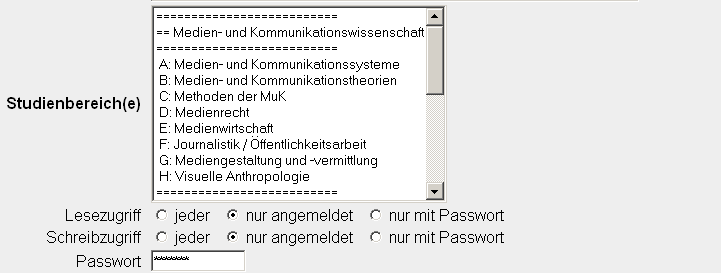 ==========================
== Medien- und Kommunikationswissenschaft
==========================
A: Medien- und Kommunikationssysteme
B: Medien- und Kommunikationstheorien
C: Methoden der MuK
D: Medienrecht
Studienbereich(e)
E: Medienwirtschaft
F: Journalistik / Öffentlichkeitsarbeit
G: Mediengestaltung und -vermittlung
H: Visuelle Anthropologie
==========================
Lesezugriff jeder nur angemeldet nur mit Passwort
Schreibzugriff jeder nur angemeldet nur mit Passwort
Passwort ********